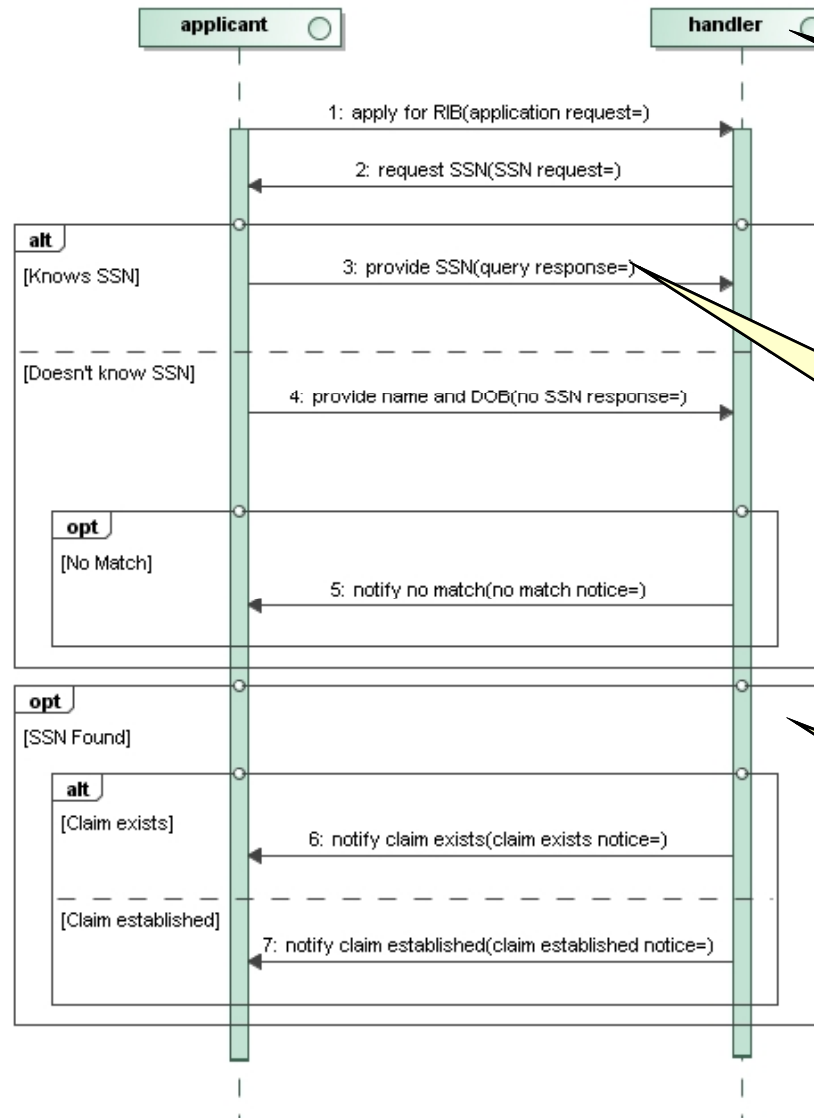 applicant
handler
1: apply for RIB(application request=)
2: request SSN(SSN request=)
alt
[Knows SSN]
3: provide SSN(query response=)
[Doesn't know SSN]
4: provide name and DOB(no SSN response=)
opt
[No Match]
5: notify no match(no match notice=)
opt
[SSN Found]
alt
[Claim exists]
6: notify claim exists(claim exists notice=)
[Claim established]
7: notify claim established(claim established notice=)